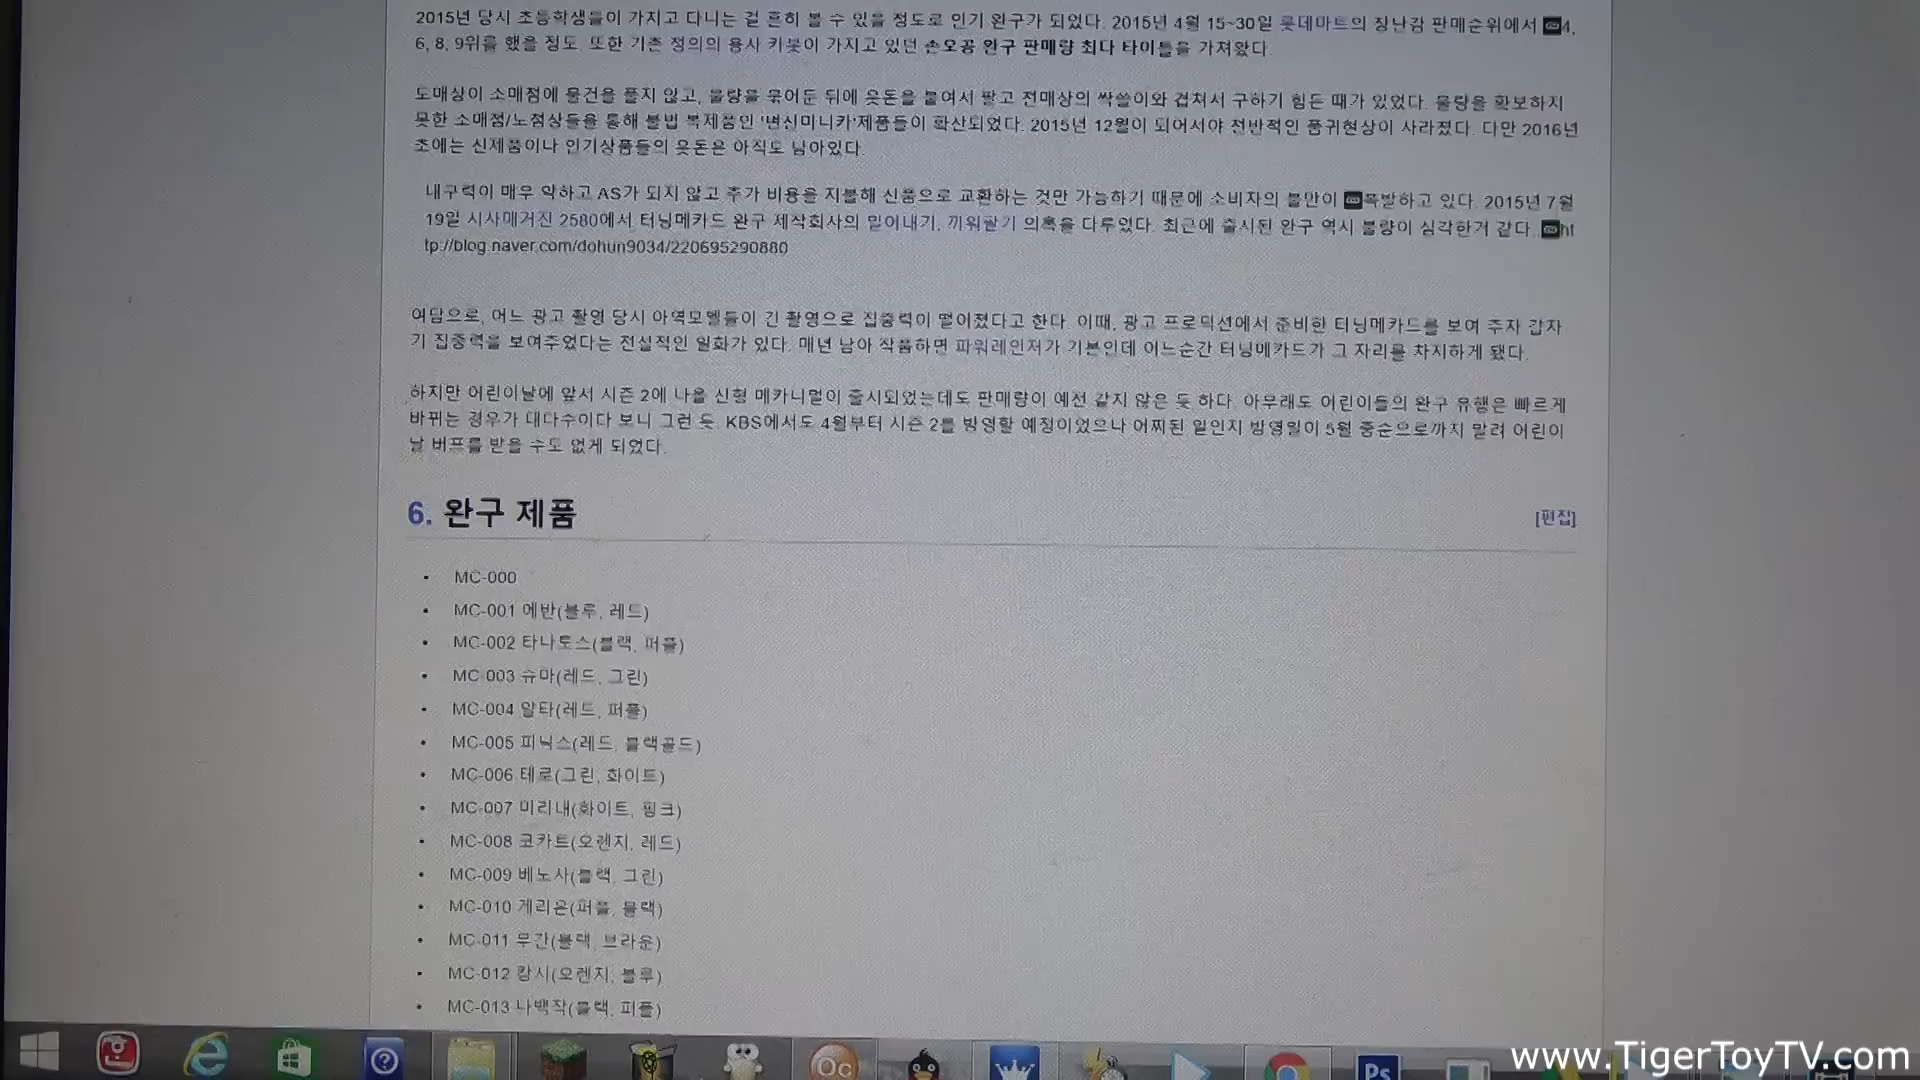 2015년 당시 초등학생들이 가지고 다니는 걸 흔히 볼 수 있을 정도로 인기 완구가 되었다. 2015년 4월 15~30일 롯데마트의 장난감 판매순위에서 4,
6, 8, 9위를 했을 정도. 또한 기존 정의의 용사 키봇이 가지고 있던 손오공 완구 판매량 최다 타이틀을 가져왔다.
도매상이 소매점에 물건을 풀지 않고, 물량을 묶어둔 뒤에 웃돈을 붙여서 팔고 전매상의 싹쓸이와 겹쳐서 구하기 힘든 때가 있었다. 물량을 확보하지
못한 소매점/노점상들을 통해 불법 복제품인 '변신미니카'제품들이 확산되었다. 2015년 12월이 되어서야 전반적인 품귀현상이 사라졌다. 다만 2016년
초에는 신제품이나 인기상품들의 웃돈은 아직도 남아있다.
내구력이 매우 약하고 AS가 되지 않고 추가 비용을 지불해 신품으로 교환하는 것만 가능하기 때문에 소비자의 불만이 폭발하고 있다. 2015년 7월
19일 시사매거진 2580에서 터닝메카드 완구 제작회사의 밀어내기, 끼워팔기 의혹을 다루었다. 최근에 출시된 완구 역시 불량이 심각한거 같다. ht
tp://blog.naver.com/dohun9034/220695290880
여담으로, 어느 광고 촬영 당시 아역모델들이 긴 촬영으로 집중력이 떨어졌다고 한다. 이때, 광고 프로덕션에서 준비한 터닝메카드를 보여 주자 갑자
기 집중력을 보여주었다는 전설적인 일화가 있다. 매년 남아 작품하면 파워레인저가 기본인데 어느순간 터닝메카드가 그 자리를 차지하게 됐다.
하지만 어린이날에 앞서 시즌 2에 나올 신형 메카니멀이 출시되었는데도 판매량이 예전 같지 않은 듯 하다. 아무래도 어린이들의 완구 유행은 빠르게
바뀌는 경우가 대다수이다 보니 그런 듯. KBS에서도 4월부터 시즌 2를 방영할 예정이었으나 어찌된 일인지 방영일이 5월 중순으로까지 밀려 어린이
날 버프를 받을 수도 없게 되었다.
6. 완구 제품 [편집]
• MC-000
• MC-001 에반(블루, 레드)
• MC-002 타나토스(블랙, 퍼플)
• MC-003 슈마(레드, 그린)
• MC-004 알타(레드, 퍼플)
• MC-005 피닉스(레드, 블랙골드)
• MC-006 테로(그린, 화이트)
• MC-007 미리내(화이트, 핑크)
• MC-008 코카트(오렌지, 레드)
• MC-009 베노사(블랙, 그린)
• MC-010 게리온(퍼플, 블랙)
• MC-011 무간(블랙, 브라운)
• MC-012 캉시(오렌지, 블루)
• MC-013 나백작(블랙, 퍼플)
Oc
Ps
www.TigerToyTV.com